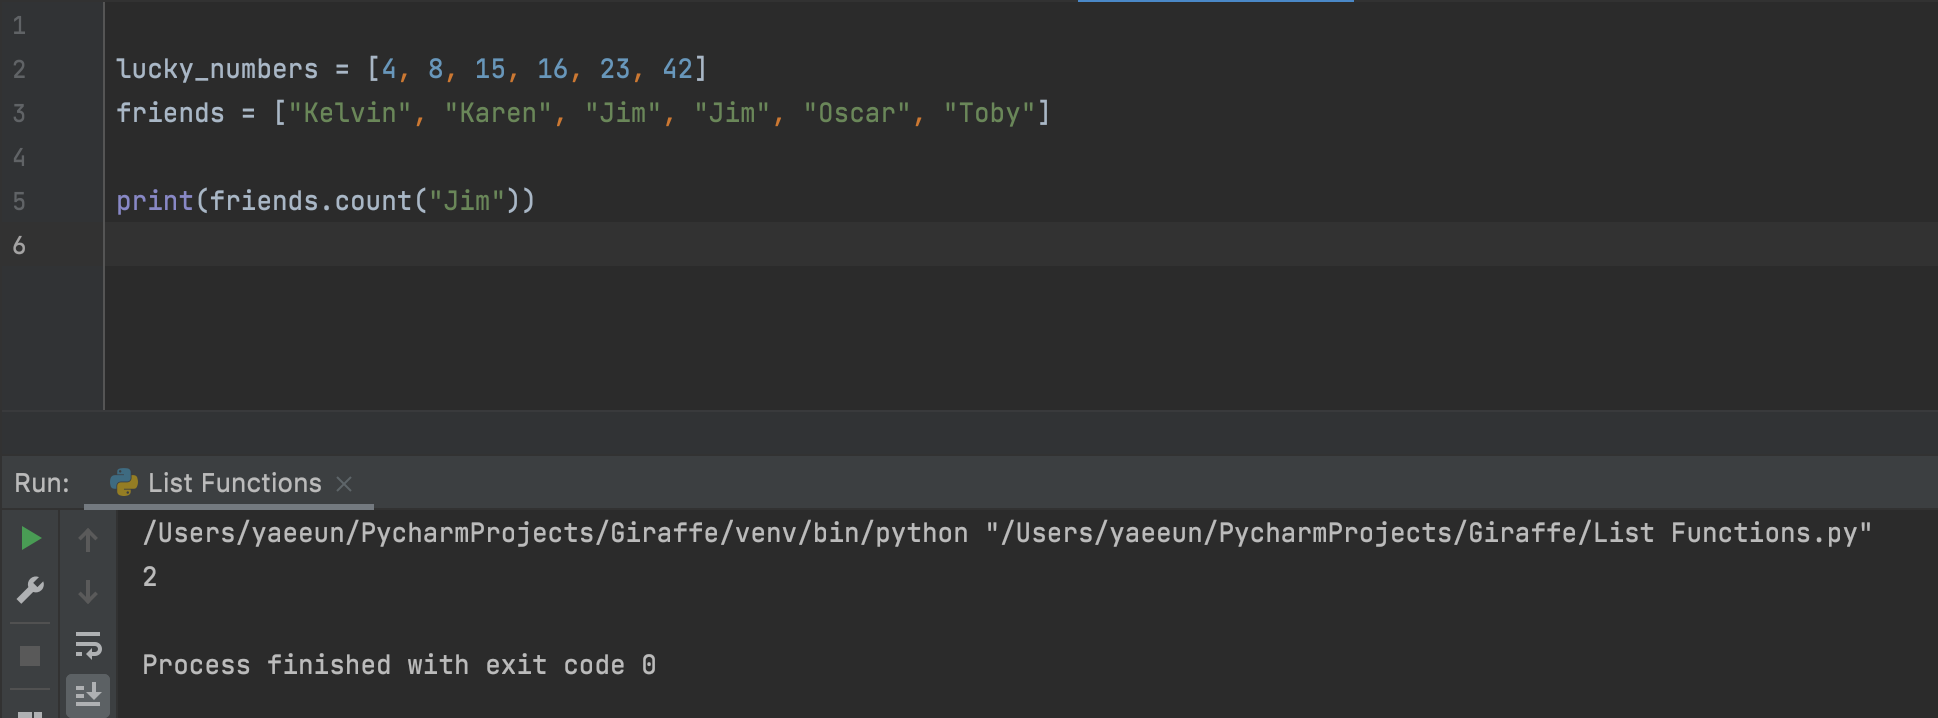 1
2 lucky_numbers = [4, 8, 15, 16, 23, 42]
3 friends = ["Kelvin", "Karen", "Jim", "Jim", "Oscar", "Toby"]
4
5 print(friends.count("Jim"))
6
Run: List Functions ×
/Users/yaeeun/PycharmProjects/Giraffe/venv/bin/python "/Users/yaeeun/PycharmProjects/Giraffe/List Functions.py"
2
Process finished with exit code 0